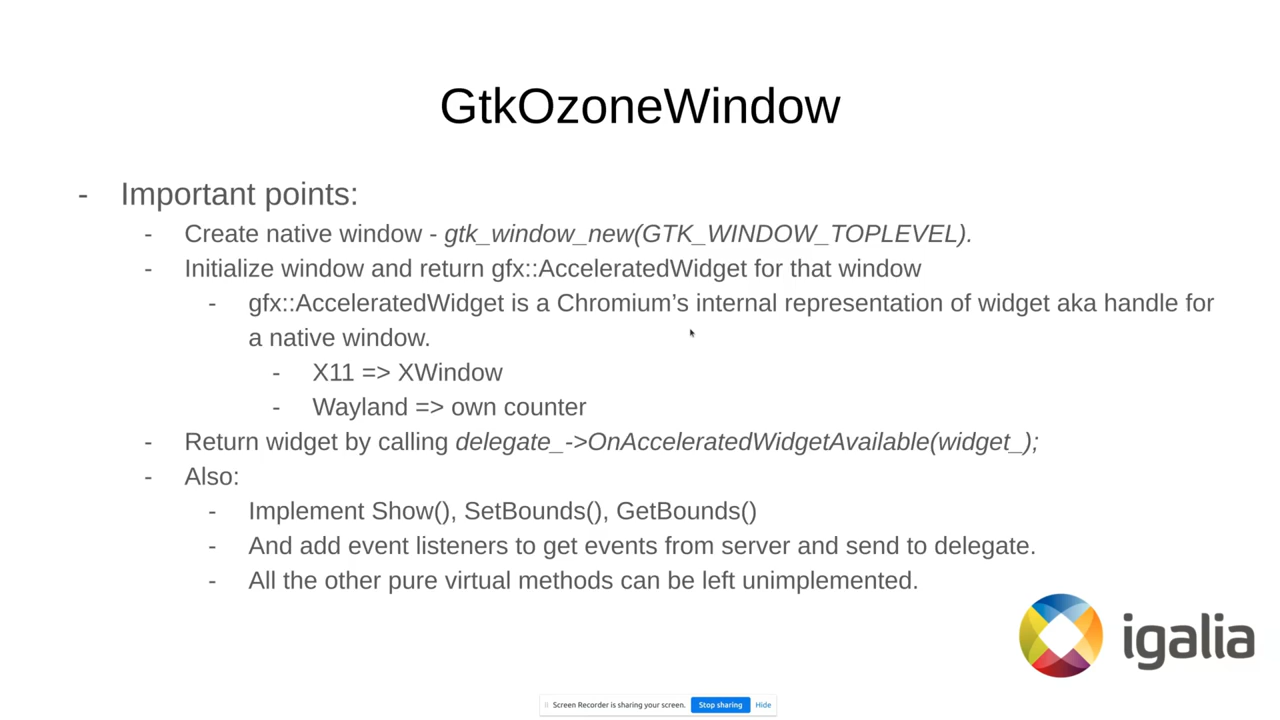 GtkOzoneWindow
- Important points:
- Create native window - gtk_window_new(GTK_WINDOW_TOPLEVEL).
- Initialize window and return gfx::AcceleratedWidget for that window
- gfx::AcceleratedWidget is a Chromium’s internal representation of widget aka handle for
a native window.
- X11 => XWindow
- Wayland => own counter
- Return widget by calling delegate_->OnAcceleratedWidgetAvailable(widget_);
- Also:
- Implement Show(), SetBounds(), GetBounds()
- And add event listeners to get events from server and send to delegate.
- All the other pure virtual methods can be left unimplemented.
igalia
Screen Recorder is sharing your screen. Stop sharing Hide